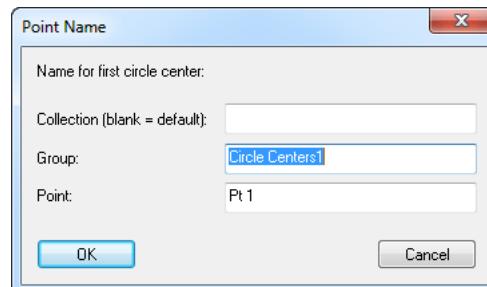 Point Name
Name for first circle center:
Collection (blank = default):
Group: Circle Centers1
Point: Pt 1
OK Cancel